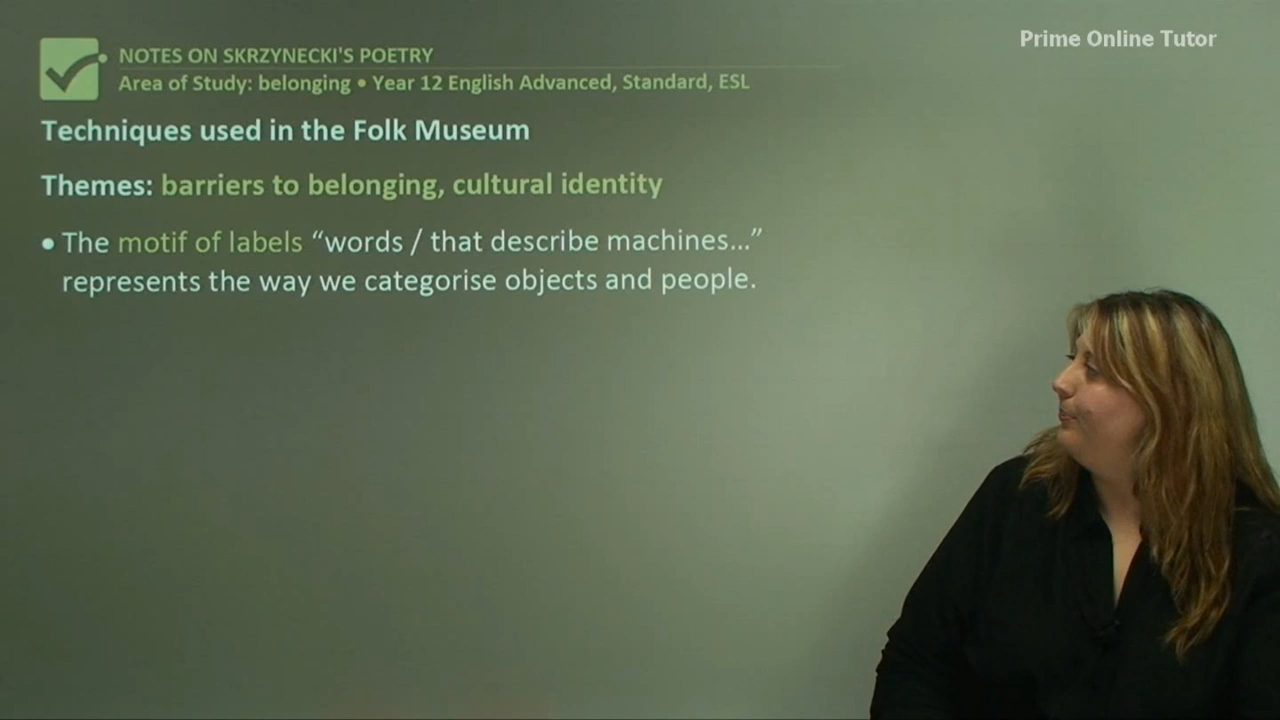 Prime Online Tutor
NOTES ON SKRZYNECKI'S POETRY
Area of Study: belonging • Year 12 English Advanced, Standard, ESL
Techniques used in the Folk Museum
Themes: barriers to belonging, cultural identity
• The motif of labels “words / that describe machines...”
represents the way we categorise objects and people.